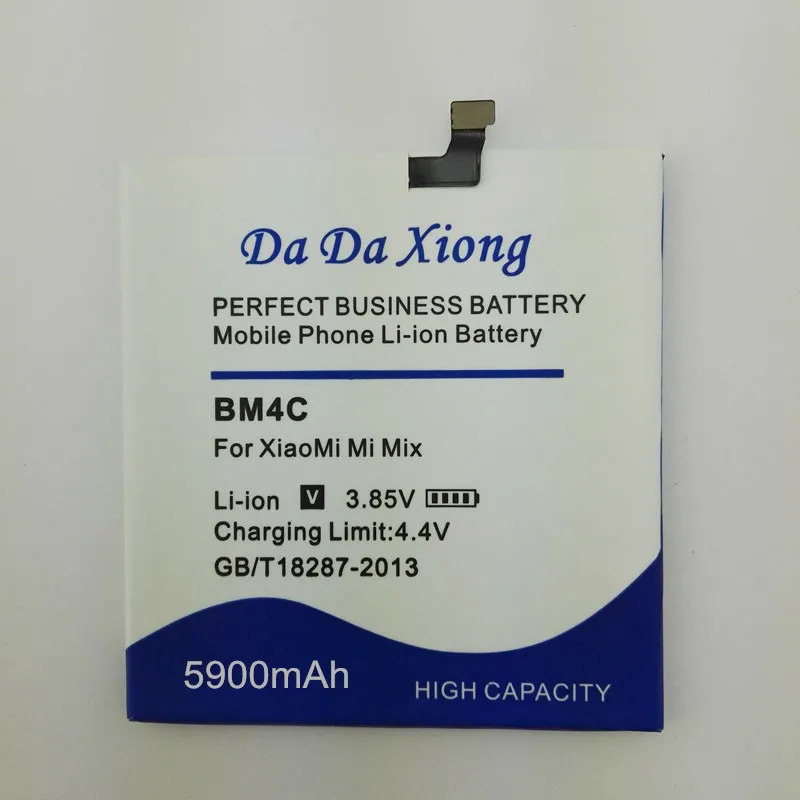 Da Da Xiong
PERFECT BUSINESS BATTERY
Mobile Phone Li-ion Battery
BM4C
For XiaoMi Mi Mix
Li-ion V 3.85V
Charging Limit:4.4V
GB/T18287-2013
5900mAh
HIGH CAPACITY